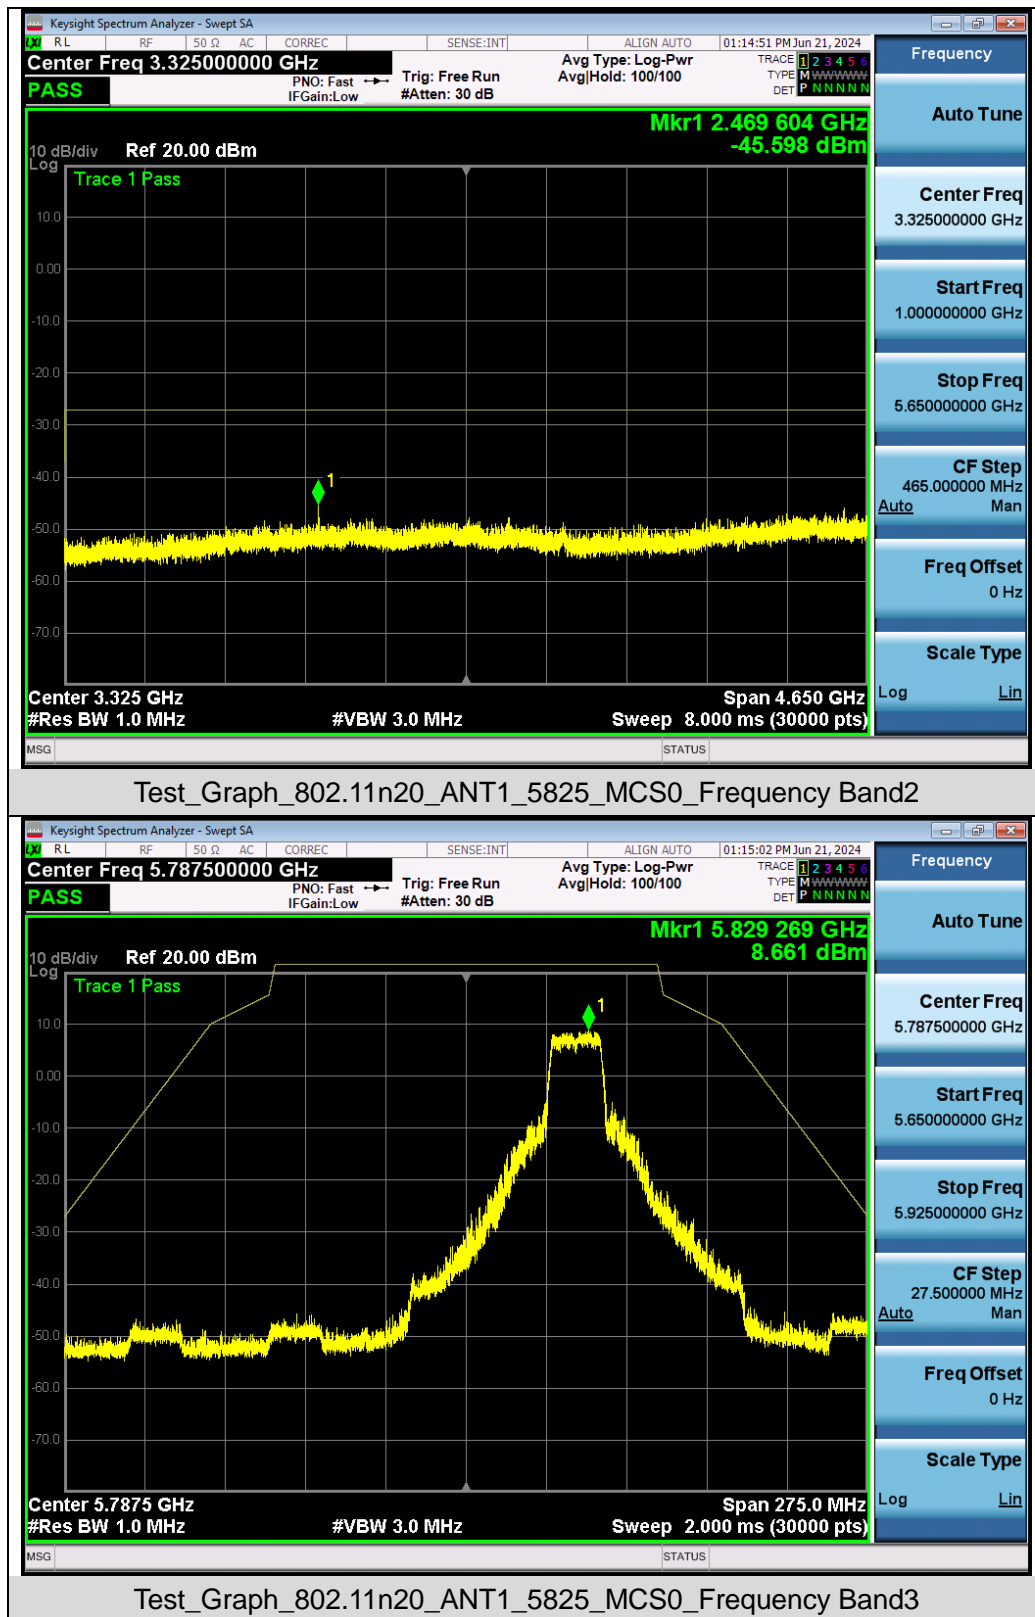 Keysight Spectrum Analyzer - Swept SA
LXI RL RF 50 Ω AC CORREC SENSE:INT ALIGN AUTO 01:14:51 PM Jun 21, 2024
Center Freq 3.325000000 GHz
PASS
PNO: Fast
IFGain:Low
Trig: Free Run
#Atten: 30 dB
Avg Type: Log-Pwr
Avg|Hold: 100/100
TRACE 1 2 3 4 5 6
TYPE M WWWWW
DET P N N N N N
Mkr1 2.469 604 GHz
-45.598 dBm
10 dB/div Ref 20.00 dBm
Log
Trace 1 Pass
10.0
0.00
-10.0
-20.0
-30.0
-40.0
-50.0
-60.0
-70.0
1
Center 3.325 GHz Span 4.650 GHz
#Res BW 1.0 MHz #VBW 3.0 MHz Sweep 8.000 ms (30000 pts)
MSG STATUS
Frequency
Auto Tune
Center Freq
3.325000000 GHz
Start Freq
1.000000000 GHz
Stop Freq
5.650000000 GHz
CF Step
465.000000 MHz
Auto Man
Freq Offset
0 Hz
Scale Type
Log Lin
Test_Graph_802.11n20_ANT1_5825_MCS0_Frequency Band2
Keysight Spectrum Analyzer - Swept SA
LXI RL RF 50 Ω AC CORREC SENSE:INT ALIGN AUTO 01:15:02 PM Jun 21, 2024
Center Freq 5.787500000 GHz
PASS
PNO: Fast
IFGain:Low
Trig: Free Run
#Atten: 30 dB
Avg Type: Log-Pwr
Avg|Hold: 100/100
TRACE 1 2 3 4 5 6
TYPE M WWWWW
DET P N N N N N
Mkr1 5.829 269 GHz
8.661 dBm
10 dB/div Ref 20.00 dBm
Log
Trace 1 Pass
10.0
0.00
-10.0
-20.0
-30.0
-40.0
-50.0
-60.0
-70.0
1
Center 5.7875 GHz Span 275.0 MHz
#Res BW 1.0 MHz #VBW 3.0 MHz Sweep 2.000 ms (30000 pts)
MSG STATUS
Frequency
Auto Tune
Center Freq
5.787500000 GHz
Start Freq
5.650000000 GHz
Stop Freq
5.925000000 GHz
CF Step
27.500000 MHz
Auto Man
Freq Offset
0 Hz
Scale Type
Log Lin
Test_Graph_802.11n20_ANT1_5825_MCS0_Frequency Band3